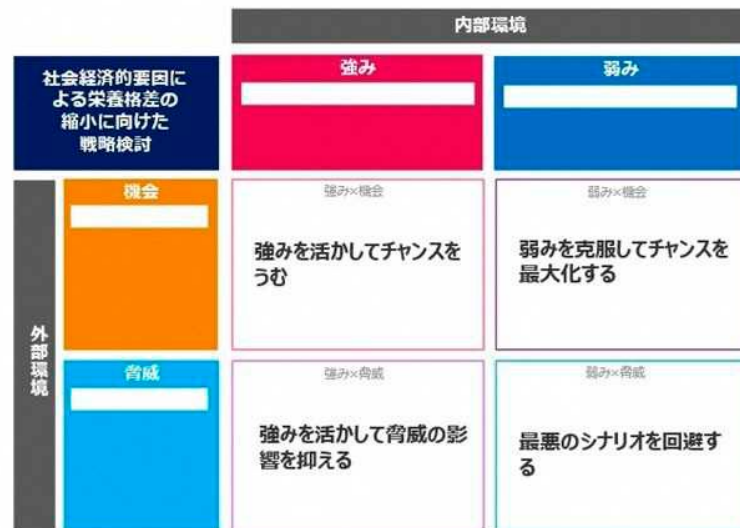 内部環境
社会経済的要因に
よる栄養格差の
縮小に向けた
戦略検討
強み
弱み
外部環境
機会
強み×機会
強みを活かしてチャンスを
うむ
弱み×機会
弱みを克服してチャンスを
最大化する
脅威
強み×脅威
強みを活かして脅威の影
響を抑える
弱み×脅威
最悪のシナリオを回避す
る